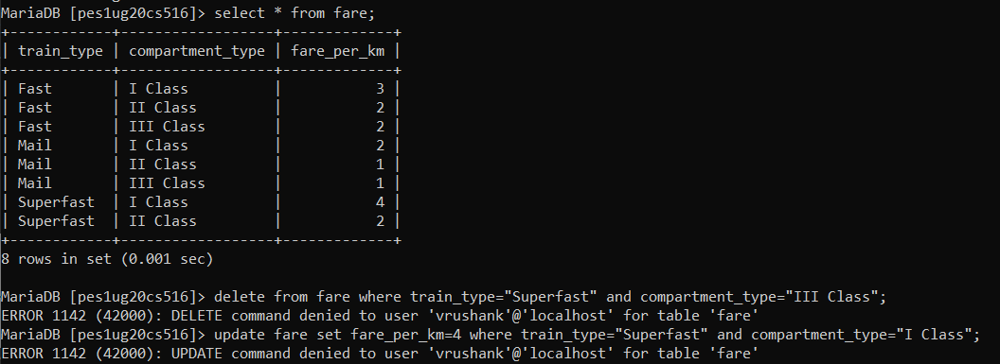 MariaDB [pes1ug20cs516]> select * from fare;
+------------+------------------+-------------+
| train_type | compartment_type | fare_per_km |
+------------+------------------+-------------+
| Fast       | I Class          |           3 |
| Fast       | II Class         |           2 |
| Fast       | III Class        |           2 |
| Mail       | I Class          |           2 |
| Mail       | II Class         |           1 |
| Mail       | III Class        |           1 |
| Superfast  | I Class          |           4 |
| Superfast  | II Class         |           2 |
+------------+------------------+-------------+
8 rows in set (0.001 sec)

MariaDB [pes1ug20cs516]> delete from fare where train_type="Superfast" and compartment_type="III Class";
ERROR 1142 (42000): DELETE command denied to user 'vrushank'@'localhost' for table 'fare'
MariaDB [pes1ug20cs516]> update fare set fare_per_km=4 where train_type="Superfast" and compartment_type="I Class";
ERROR 1142 (42000): UPDATE command denied to user 'vrushank'@'localhost' for table 'fare'